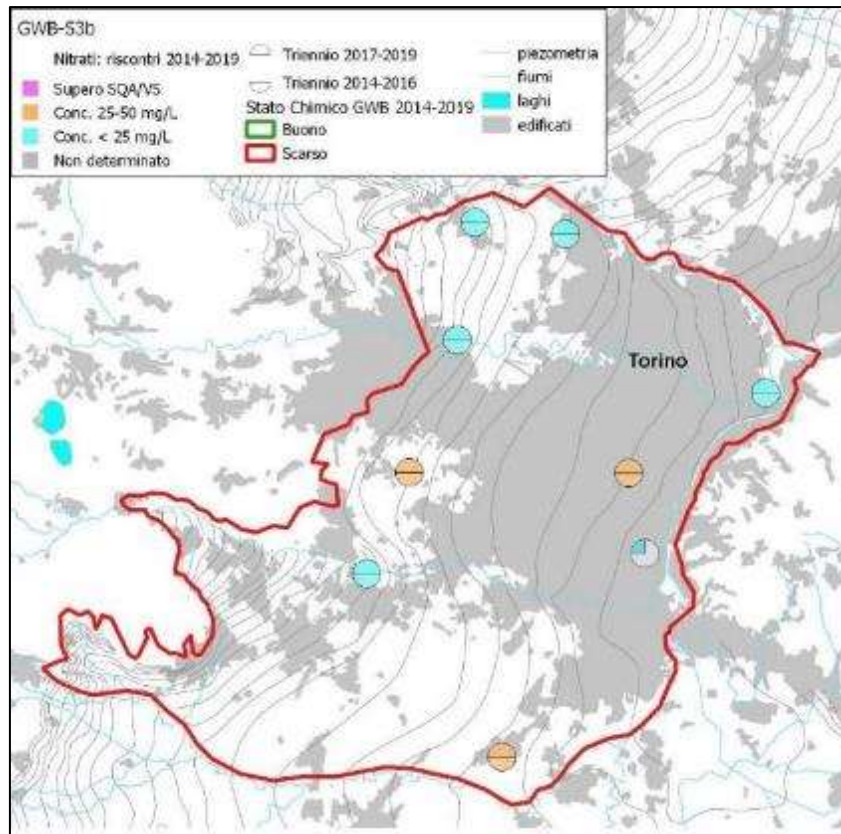 GWB-S3b
Nitrati: riscontri 2014-2019
Supero SQA/VS
Conc. 25-50 mg/L
Conc. < 25 mg/L
Non determinato
Triennio 2017-2019
Triennio 2014-2016
Stato Chimico GWB 2014-2019
Buono
Scarso
piezometria
fiumi
laghi
edificati
Torino